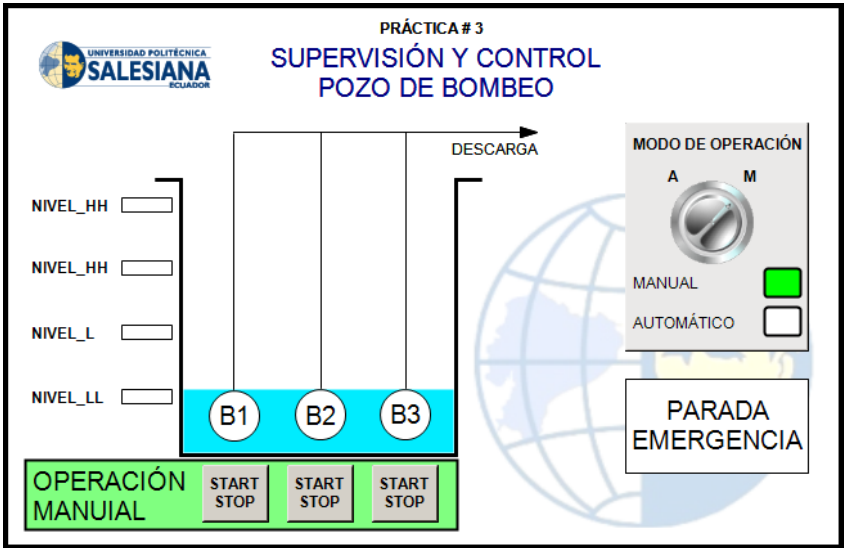 PRÁCTICA # 3
UNIVERSIDAD POLITÉCNICA
SALESIANA
ECUADOR
SUPERVISIÓN Y CONTROL
POZO DE BOMBEO
DESCARGA
MODO DE OPERACIÓN
A M
NIVEL_HH
NIVEL_HH
MANUAL
NIVEL_L
AUTOMÁTICO
NIVEL_LL
B1 B2 B3
PARADA
EMERGENCIA
OPERACIÓN
MANUIAL
START
STOP
START
STOP
START
STOP